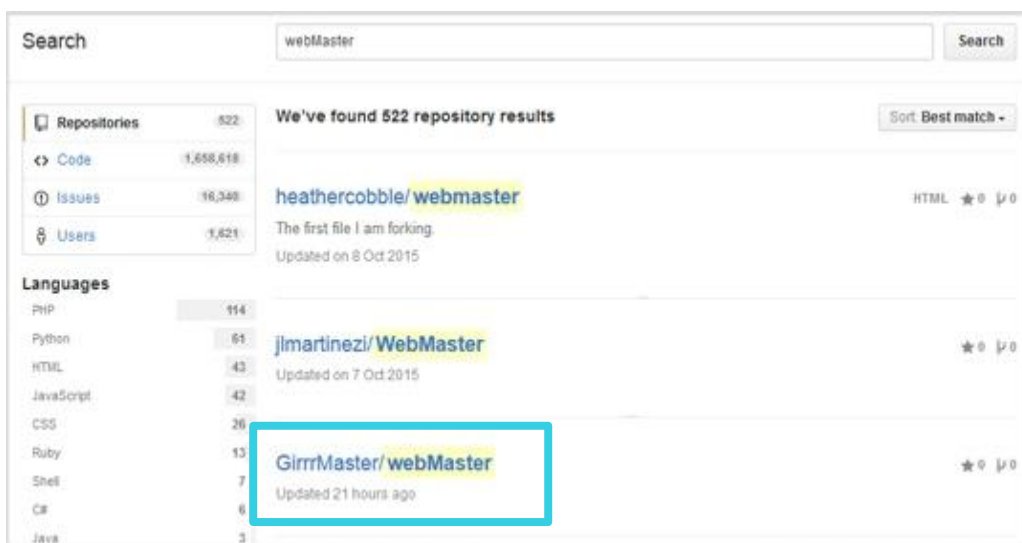 Search
webMaster
Search
Repositories 522
Code 1,658,618
Issues 16,340
Users 1,621
Languages
PHP 114
Python 61
HTML 43
JavaScript 42
CSS 26
Ruby 13
Shell 7
C# 6
Java 3
We've found 522 repository results
Sort: Best match
heathercobble/webmaster
HTML 0 0
The first file I am forking.
Updated on 8 Oct 2015
jlmartinezi/WebMaster
0 0
Updated on 7 Oct 2015
GirrrMaster/webMaster
0 0
Updated 21 hours ago